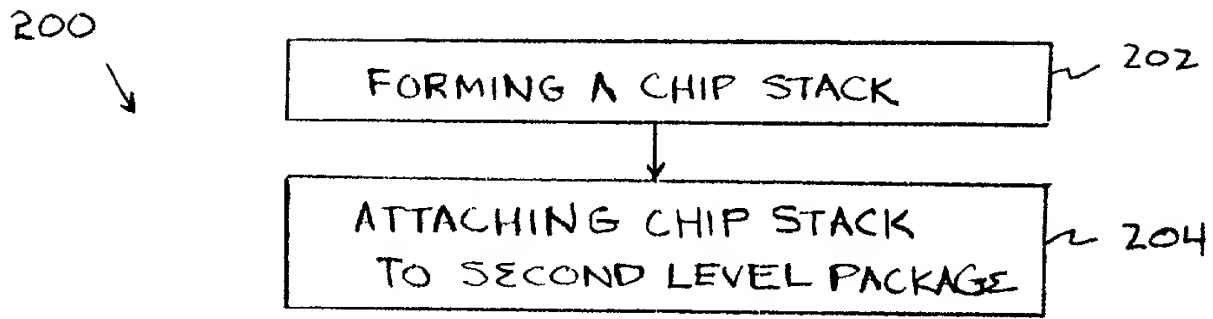 200
FORMING A CHIP STACK
202
ATTACHING CHIP STACK
TO SECOND LEVEL PACKAGE
204